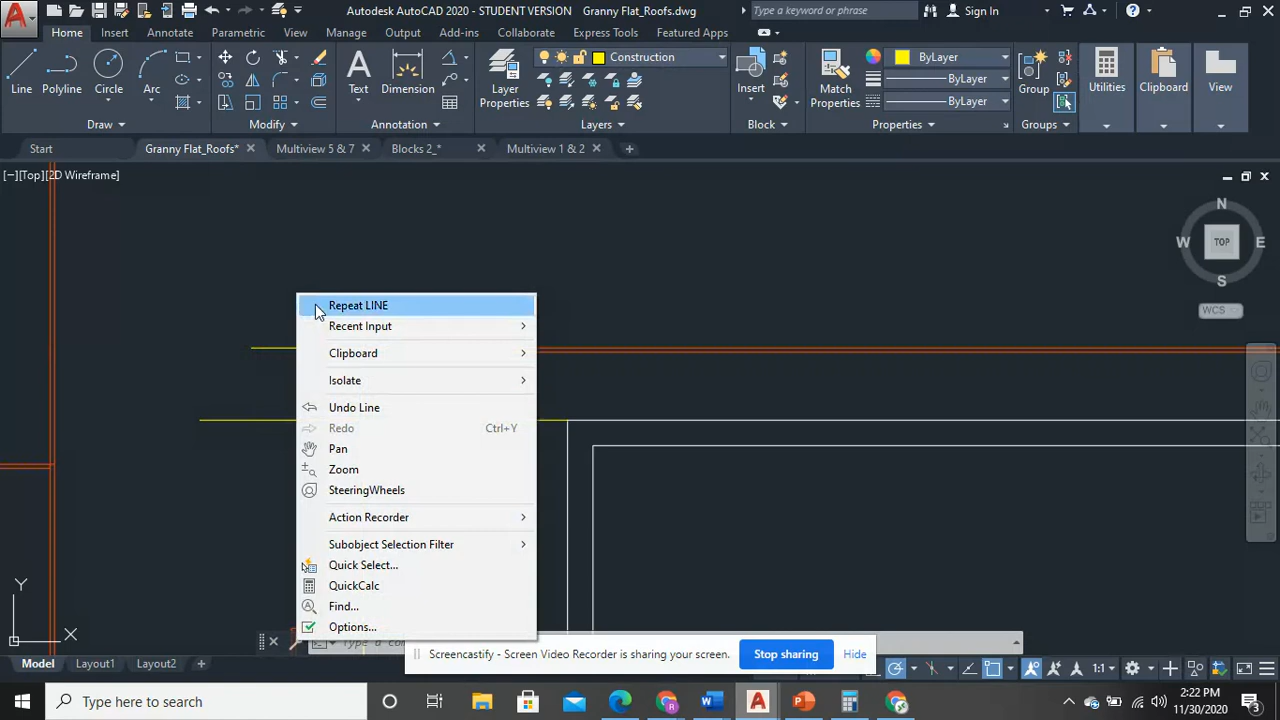 Autodesk AutoCAD 2020 - STUDENT VERSION Granny Flat_Roofs.dwg Type a keyword or phrase Sign In
Home Insert Annotate Parametric View Manage Output Add-ins Collaborate Express Tools Featured Apps
Construction ByLayer
ByLayer
ByLayer
Line Polyline Circle Arc Text Dimension Layer Properties Insert Match Properties Group Utilities Clipboard View
Draw Modify Annotation Layers Block Properties Groups
Start Granny Flat_Roofs* Multiview 5 & 7 Blocks 2_* Multiview 1 & 2
[−][Top][2D Wireframe]
N
W TOP E
S
WCS
Repeat LINE
Recent Input
Clipboard
Isolate
Undo Line
Redo Ctrl+Y
Pan
Zoom
SteeringWheels
Action Recorder
Subobject Selection Filter
Quick Select...
QuickCalc
Find...
Options...
Y
X
Type a co
Screencastify - Screen Video Recorder is sharing your screen. Stop sharing Hide
Model Layout1 Layout2 1:1
Type here to search
2:22 PM
11/30/2020
3